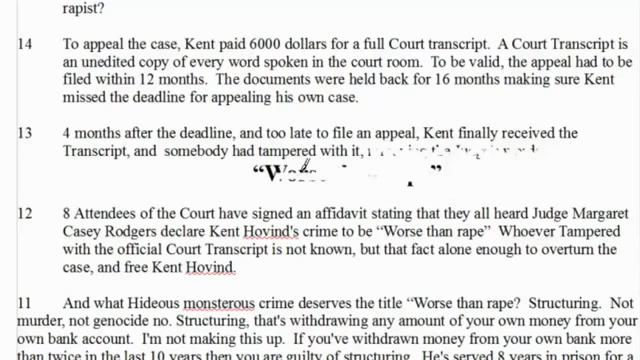 rapist?
14 To appeal the case, Kent paid 6000 dollars for a full Court transcript. A Court Transcript is
an unedited copy of every word spoken in the court room. To be valid, the appeal had to be
filed within 12 months. The documents were held back for 16 months making sure Kent
missed the deadline for appealing his own case.
13 4 months after the deadline, and too late to file an appeal, Kent finally received the
Transcript, and somebody had tampered with it,
12 8 Attendees of the Court have signed an affidavit stating that they all heard Judge Margaret
Casey Rodgers declare Kent Hovind's crime to be “Worse than rape” Whoever Tampered
with the official Court Transcript is not known, but that fact alone enough to overturn the
case, and free Kent Hovind.
11 And what Hideous monsterous crime deserves the title “Worse than rape? Structuring. Not
murder, not genocide no. Structuring, that's withdrawing any amount of your own money from your
own bank account. I'm not making this up. If you've withdrawn money from your own bank more
than twice in the last 10 years then you are guilty of structuring. He's served 8 years in prison for a